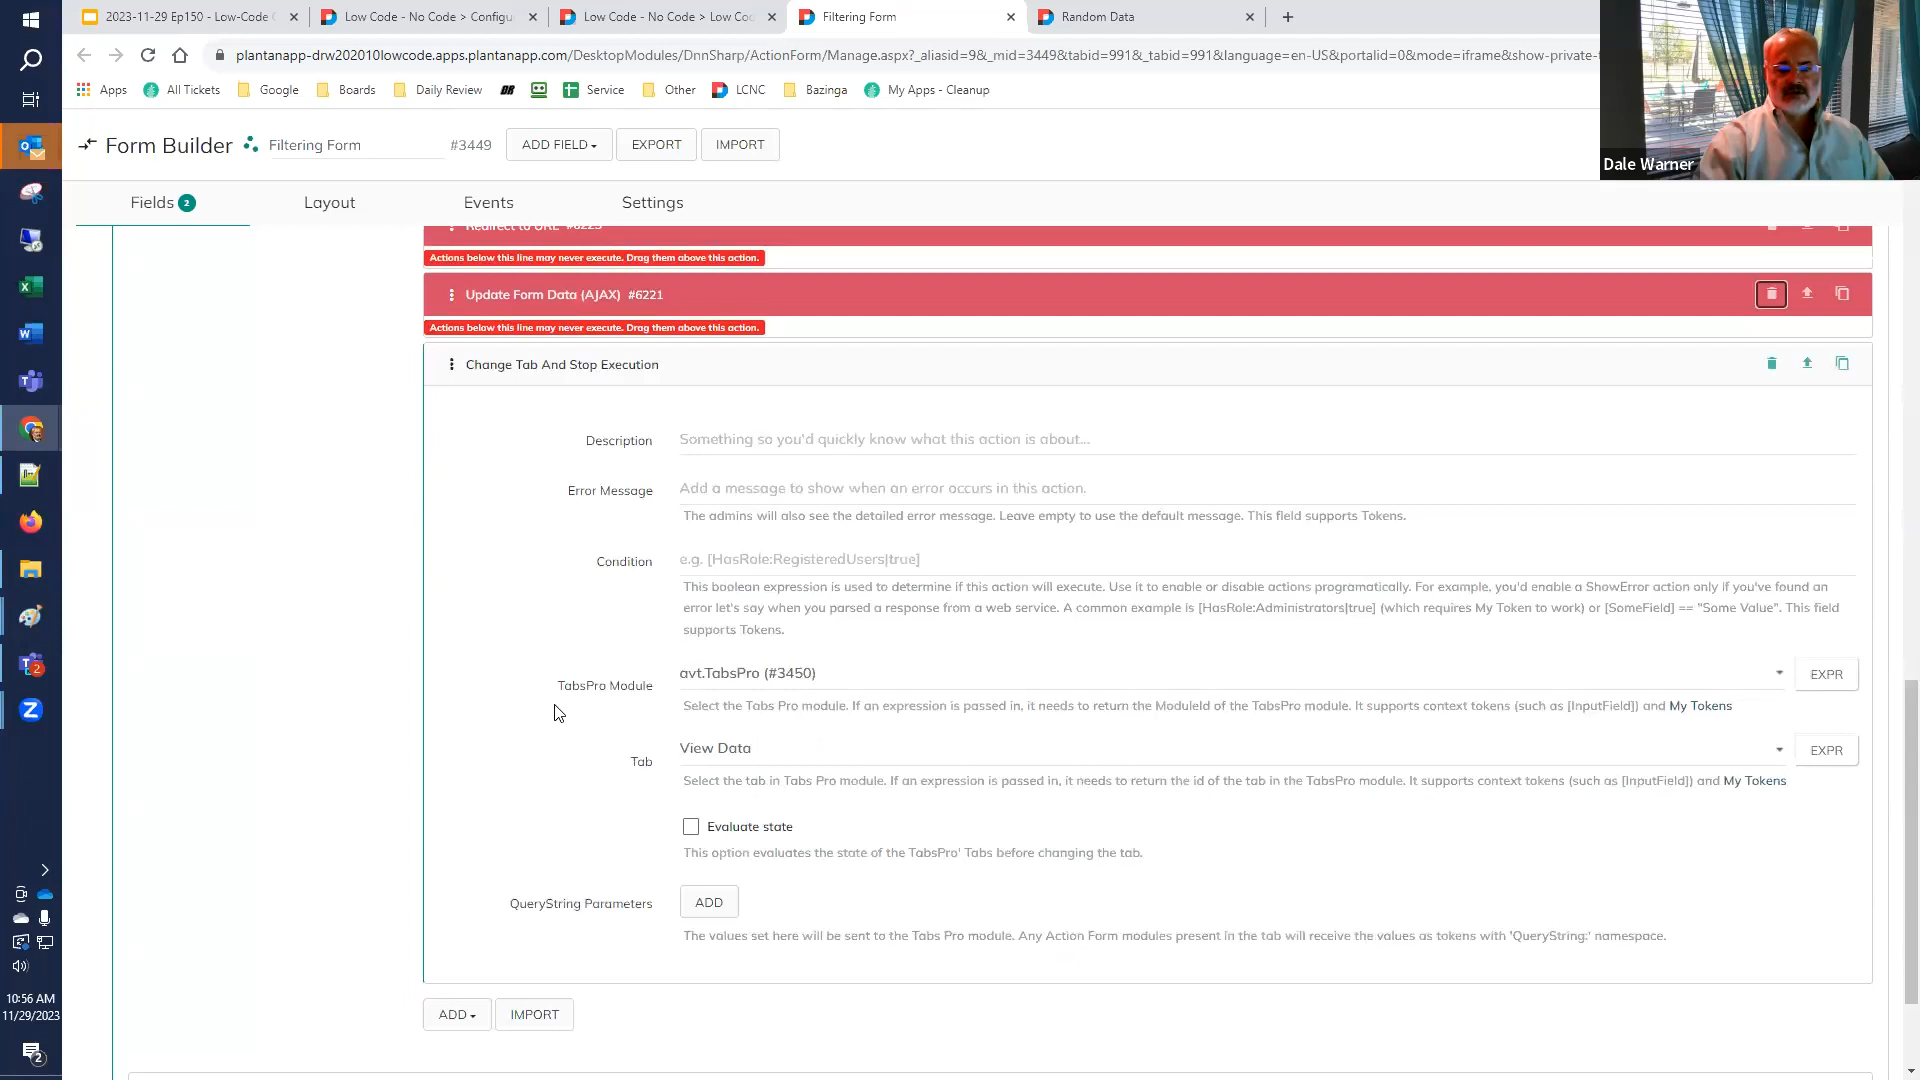 2023-11-29 Ep150 - Low-Code
Low Code - No Code > Configu
Low Code - No Code > Low Co
Filtering Form
Random Data
plantanapp-drw202010lowcode.apps.plantanapp.com/DesktopModules/DnnSharp/ActionForm/Manage.aspx?_aliasid=9&_mid=3449&tabid=991&_tabid=991&language=en-US&portalid=0&mode=iframe&show-private-
Apps
All Tickets
Google
Boards
Daily Review
Service
Other
LCNC
Bazinga
My Apps - Cleanup
Dale Warner
Form Builder
Filtering Form
#3449
ADD FIELD
EXPORT
IMPORT
Fields 2
Layout
Events
Settings
Redirect to URL #6223
Actions below this line may never execute. Drag them above this action.
Update Form Data (AJAX) #6221
Actions below this line may never execute. Drag them above this action.
Change Tab And Stop Execution
Description
Something so you'd quickly know what this action is about...
Error Message
Add a message to show when an error occurs in this action.
The admins will also see the detailed error message. Leave empty to use the default message. This field supports Tokens.
Condition
e.g. [HasRole:RegisteredUsers|true]
This boolean expression is used to determine if this action will execute. Use it to enable or disable actions programatically. For example, you'd enable a ShowError action only if you've found an
error let's say when you parsed a response from a web service. A common example is [HasRole:Administrators|true] (which requires My Token to work) or [SomeField] == "Some Value". This field
supports Tokens.
TabsPro Module
avt.TabsPro (#3450)
EXPR
Select the Tabs Pro module. If an expression is passed in, it needs to return the ModuleId of the TabsPro module. It supports context tokens (such as [InputField]) and My Tokens
Tab
View Data
EXPR
Select the tab in Tabs Pro module. If an expression is passed in, it needs to return the id of the tab in the TabsPro module. It supports context tokens (such as [InputField]) and My Tokens
Evaluate state
This option evaluates the state of the TabsPro' Tabs before changing the tab.
QueryString Parameters
ADD
The values set here will be sent to the Tabs Pro module. Any Action Form modules present in the tab will receive the values as tokens with 'QueryString:' namespace.
ADD
IMPORT
10:56 AM
11/29/2023
2